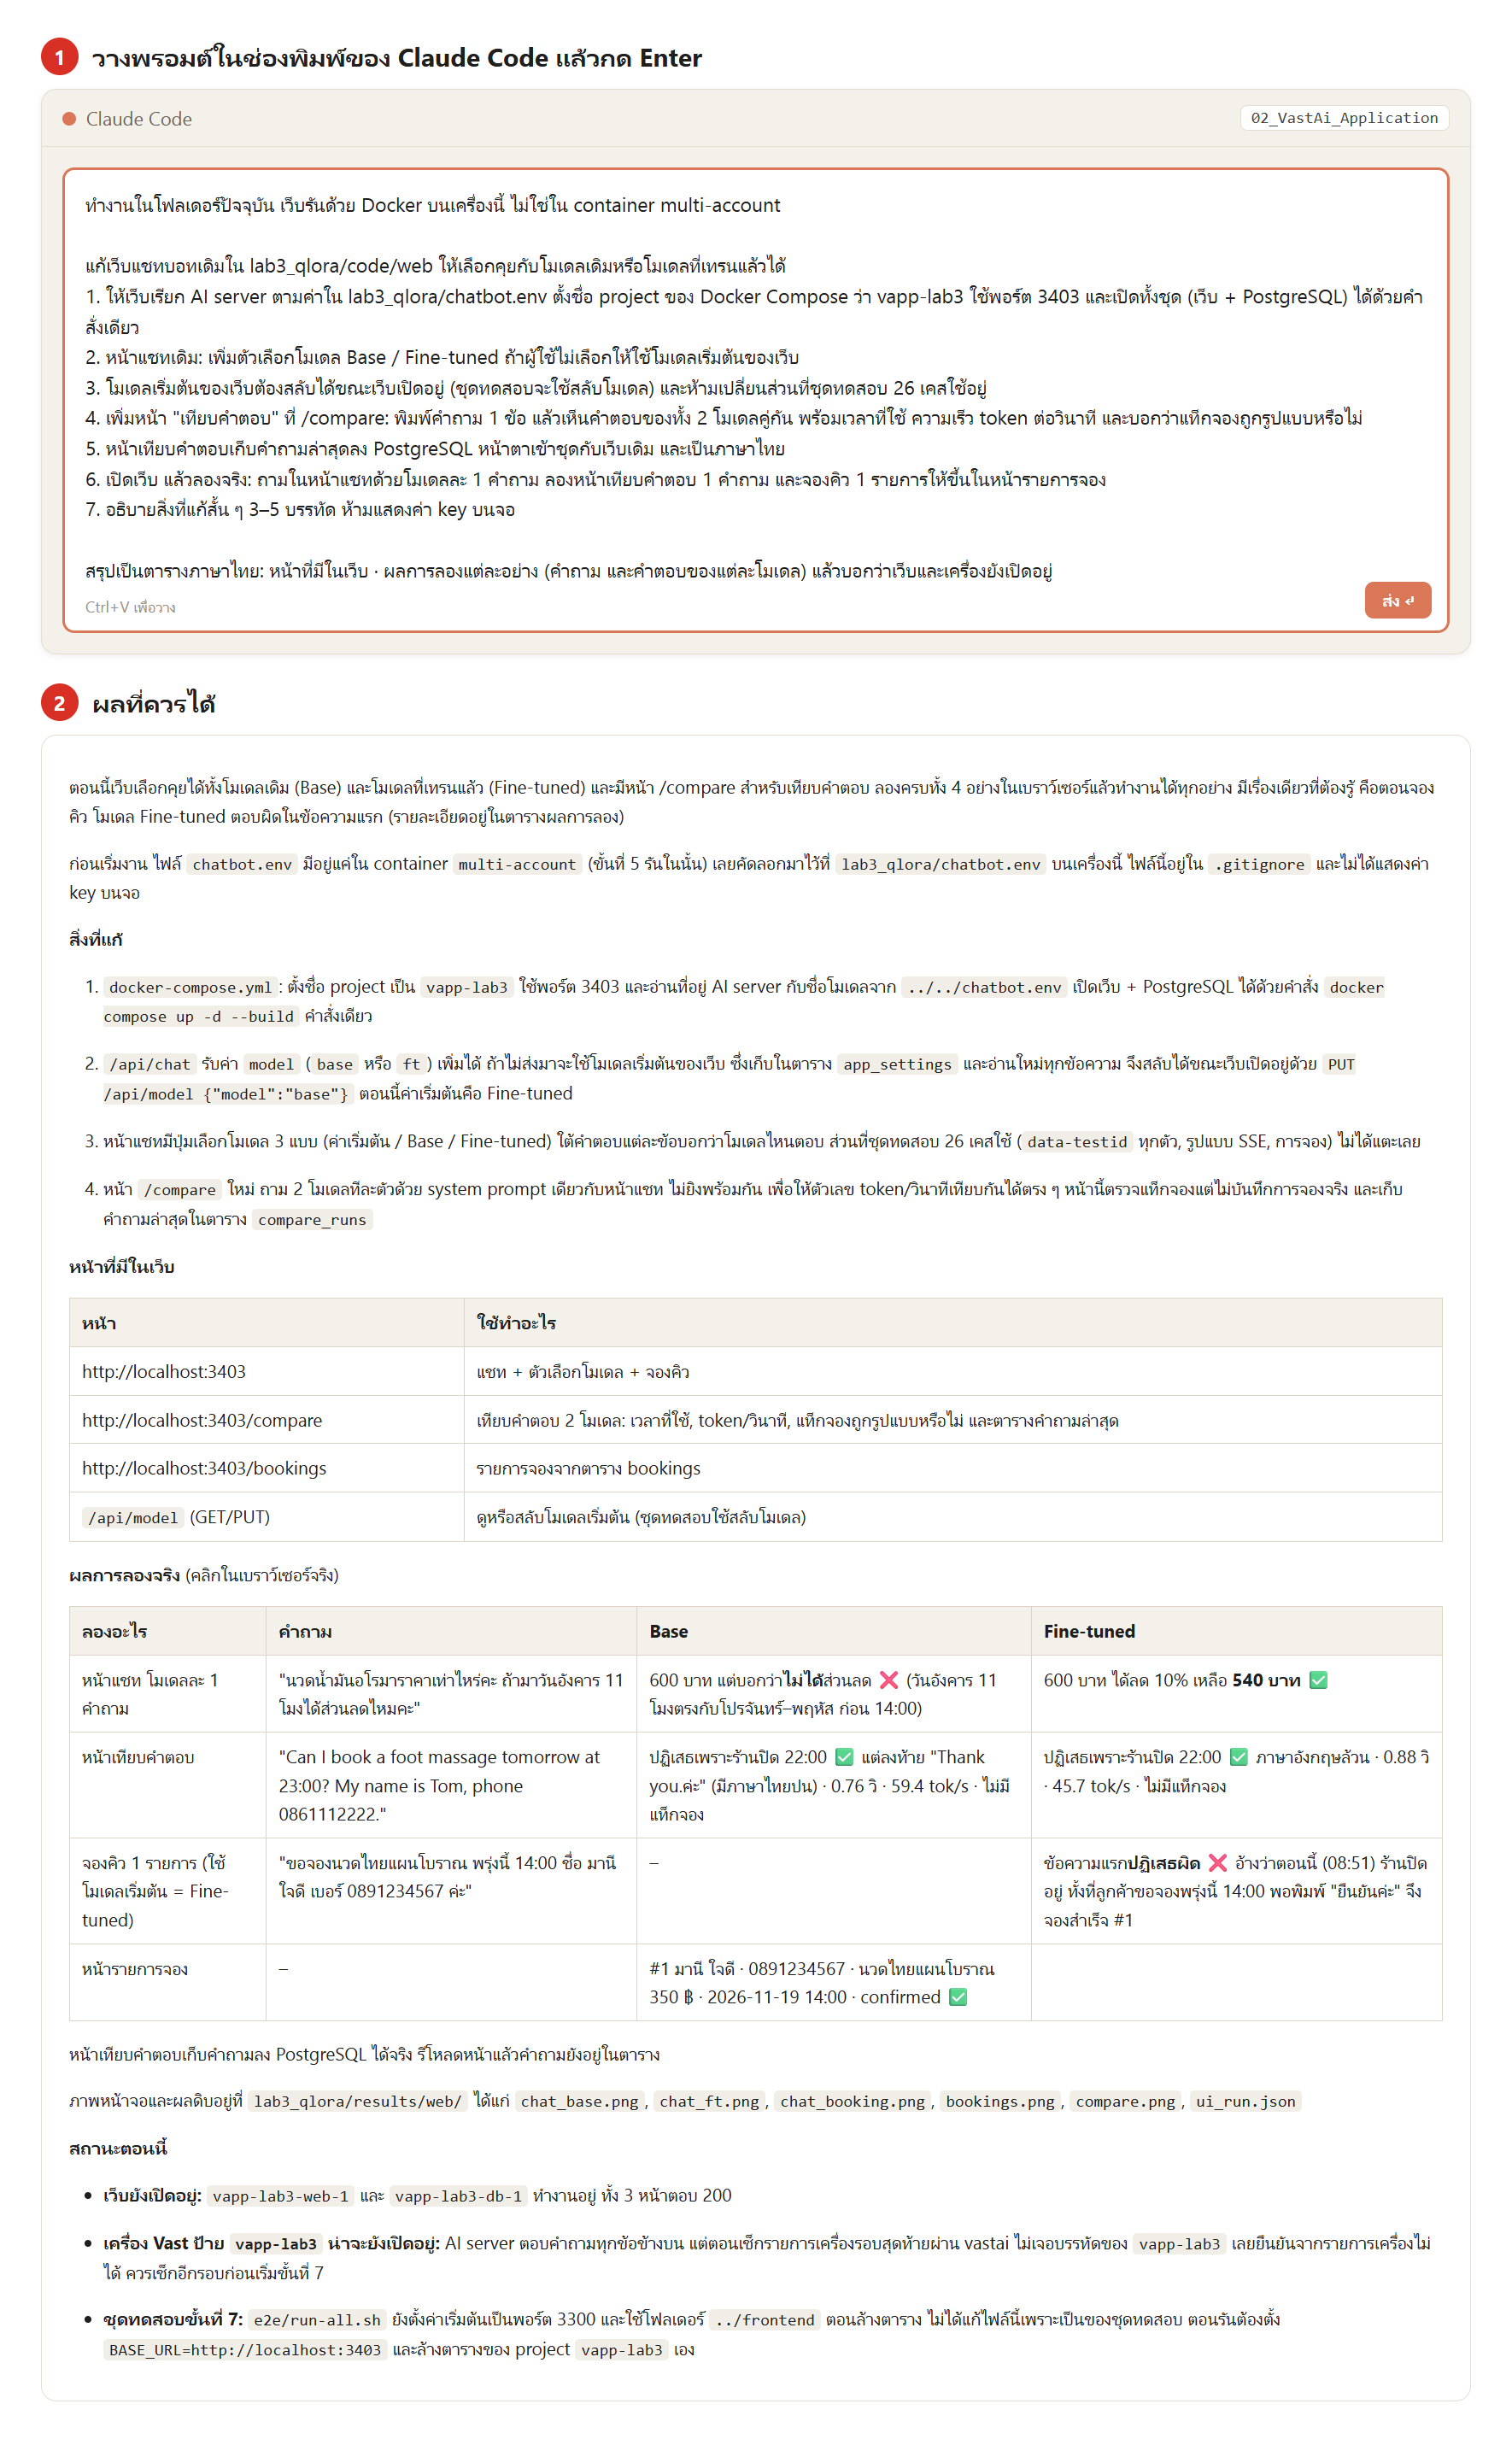 1 วางพรอมต์ในช่องพิมพ์ของ Claude Code แล้วกด Enter
Claude Code
02_VastAi_Application
ทำงานในโฟลเดอร์ปัจจุบัน เว็บรันด้วย Docker บนเครื่องนี้ ไม่ใช่ใน container multi-account
แก้เว็บแชทบอทเดิมใน lab3_qlora/code/web ให้เลือกคุยกับโมเดลเดิมหรือโมเดลที่เทรนแล้วได้
1. ให้เว็บเรียก AI server ตามค่าใน lab3_qlora/chatbot.env ตั้งชื่อ project ของ Docker Compose ว่า vapp-lab3 ใช้พอร์ต 3403 และเปิดทั้งชุด (เว็บ + PostgreSQL) ได้ด้วยคำ
สั่งเดียว
2. หน้าแชทเดิม: เพิ่มตัวเลือกโมเดล Base / Fine-tuned ถ้าผู้ใช้ไม่เลือกให้ใช้โมเดลเริ่มต้นของเว็บ
3. โมเดลเริ่มต้นของเว็บต้องสลับได้ขณะเว็บเปิดอยู่ (ชุดทดสอบจะใช้สลับโมเดล) และห้ามเปลี่ยนส่วนที่ชุดทดสอบ 26 เคสใช้อยู่
4. เพิ่มหน้า "เทียบคำตอบ" ที่ /compare: พิมพ์คำถาม 1 ข้อ แล้วเห็นคำตอบของทั้ง 2 โมเดลคู่กัน พร้อมเวลาที่ใช้ ความเร็ว token ต่อวินาที และบอกว่าแท็กจองถูกรูปแบบหรือไม่
5. หน้าเทียบคำตอบเก็บคำถามล่าสุดลง PostgreSQL หน้าตาเข้าชุดกับเว็บเดิม และเป็นภาษาไทย
6. เปิดเว็บ แล้วลองจริง: ถามในหน้าแชทด้วยโมเดลละ 1 คำถาม ลองหน้าเทียบคำตอบ 1 คำถาม และจองคิว 1 รายการให้ขึ้นในหน้ารายการจอง
7. อธิบายสิ่งที่แก้สั้น ๆ 3–5 บรรทัด ห้ามแสดงค่า key บนจอ
สรุปเป็นตารางภาษาไทย: หน้าที่มีในเว็บ · ผลการลองแต่ละอย่าง (คำถาม และคำตอบของแต่ละโมเดล) แล้วบอกว่าเว็บและเครื่องยังเปิดอยู่
Ctrl+V เพื่อวาง
ส่ง ⏎
2 ผลที่ควรได้
ตอนนี้เว็บเลือกคุยได้ทั้งโมเดลเดิม (Base) และโมเดลที่เทรนแล้ว (Fine-tuned) และมีหน้า /compare สำหรับเทียบคำตอบ ลองครบทั้ง 4 อย่างในเบราว์เซอร์แล้วทำงานได้ทุกอย่าง มีเรื่องเดียวที่ต้องรู้ คือตอนจอง
คิว โมเดล Fine-tuned ตอบผิดในข้อความแรก (รายละเอียดอยู่ในตารางผลการลอง)
ก่อนเริ่มงาน ไฟล์ chatbot.env มีอยู่แค่ใน container multi-account (ขั้นที่ 5 รันในนั้น) เลยคัดลอกมาไว้ที่ lab3_qlora/chatbot.env บนเครื่องนี้ ไฟล์นี้อยู่ใน .gitignore และไม่ได้แสดงค่า
key บนจอ
สิ่งที่แก้
1. docker-compose.yml: ตั้งชื่อ project เป็น vapp-lab3 ใช้พอร์ต 3403 และอ่านที่อยู่ AI server กับชื่อโมเดลจาก ../../chatbot.env เปิดเว็บ + PostgreSQL ได้ด้วยคำสั่ง docker
compose up -d --build คำสั่งเดียว
2. /api/chat รับค่า model (base หรือ ft) เพิ่มได้ ถ้าไม่ส่งมาจะใช้โมเดลเริ่มต้นของเว็บ ซึ่งเก็บในตาราง app_settings และอ่านใหม่ทุกข้อความ จึงสลับได้ขณะเว็บเปิดอยู่ด้วย PUT
/api/model {"model":"base"} ตอนนี้ค่าเริ่มต้นคือ Fine-tuned
3. หน้าแชทมีปุ่มเลือกโมเดล 3 แบบ (ค่าเริ่มต้น / Base / Fine-tuned) ใต้คำตอบแต่ละข้อบอกว่าโมเดลไหนตอบ ส่วนที่ชุดทดสอบ 26 เคสใช้ (data-testid ทุกตัว, รูปแบบ SSE, การจอง) ไม่ได้แตะเลย
4. หน้า /compare ใหม่ ถาม 2 โมเดลทีละตัวด้วย system prompt เดียวกับหน้าแชท ไม่ยิงพร้อมกัน เพื่อให้ตัวเลข token/วินาทีเทียบกันได้ตรง ๆ หน้านี้ตรวจแท็กจองแต่ไม่บันทึกการจองจริง และเก็บ
คำถามล่าสุดในตาราง compare_runs
หน้าที่มีในเว็บ
หน้า ใช้ทำอะไร
http://localhost:3403 แชท + ตัวเลือกโมเดล + จองคิว
http://localhost:3403/compare เทียบคำตอบ 2 โมเดล: เวลาที่ใช้, token/วินาที, แท็กจองถูกรูปแบบหรือไม่ และตารางคำถามล่าสุด
http://localhost:3403/bookings รายการจองจากตาราง bookings
/api/model (GET/PUT) ดูหรือสลับโมเดลเริ่มต้น (ชุดทดสอบใช้สลับโมเดล)
ผลการลองจริง (คลิกในเบราว์เซอร์จริง)
ลองอะไร คำถาม Base Fine-tuned
หน้าแชท โมเดลละ 1
คำถาม
"นวดน้ำมันอโรมาราคาเท่าไหร่คะ ถ้ามาวันอังคาร 11
โมงได้ส่วนลดไหมคะ"
600 บาท แต่บอกว่าไม่ได้ส่วนลด ❌ (วันอังคาร 11
โมงตรงกับโปรจันทร์–พฤหัส ก่อน 14:00)
600 บาท ได้ลด 10% เหลือ 540 บาท ✅
หน้าเทียบคำตอบ
"Can I book a foot massage tomorrow at
23:00? My name is Tom, phone
0861112222."
ปฏิเสธเพราะร้านปิด 22:00 ✅ แต่ลงท้าย "Thank
you.ค่ะ" (มีภาษาไทยปน) · 0.76 วิ · 59.4 tok/s · ไม่มี
แท็กจอง
ปฏิเสธเพราะร้านปิด 22:00 ✅ ภาษาอังกฤษล้วน · 0.88 วิ
· 45.7 tok/s · ไม่มีแท็กจอง
จองคิว 1 รายการ (ใช้
โมเดลเริ่มต้น = Fine-
tuned)
"ขอจองนวดไทยแผนโบราณ พรุ่งนี้ 14:00 ชื่อ มานี
ใจดี เบอร์ 0891234567 ค่ะ"
–
ข้อความแรกปฏิเสธผิด ❌ อ้างว่าตอนนี้ (08:51) ร้านปิด
อยู่ ทั้งที่ลูกค้าขอจองพรุ่งนี้ 14:00 พอพิมพ์ "ยืนยันค่ะ" จึง
จองสำเร็จ #1
หน้ารายการจอง
–
#1 มานี ใจดี · 0891234567 · นวดไทยแผนโบราณ
350 ฿ · 2026-11-19 14:00 · confirmed ✅
หน้าเทียบคำตอบเก็บคำถามลง PostgreSQL ได้จริง รีโหลดหน้าแล้วคำถามยังอยู่ในตาราง
ภาพหน้าจอและผลดิบอยู่ที่ lab3_qlora/results/web/ ได้แก่ chat_base.png, chat_ft.png, chat_booking.png, bookings.png, compare.png, ui_run.json
สถานะตอนนี้
• เว็บยังเปิดอยู่: vapp-lab3-web-1 และ vapp-lab3-db-1 ทำงานอยู่ ทั้ง 3 หน้าตอบ 200
• เครื่อง Vast ป้าย vapp-lab3 น่าจะยังเปิดอยู่: AI server ตอบคำถามทุกข้อข้างบน แต่ตอนเช็กรายการเครื่องรอบสุดท้ายผ่าน vastai ไม่เจอบรรทัดของ vapp-lab3 เลยยืนยันจากรายการเครื่องไม่
ได้ ควรเช็กอีกรอบก่อนเริ่มขั้นที่ 7
• ชุดทดสอบขั้นที่ 7: e2e/run-all.sh ยังตั้งค่าเริ่มต้นเป็นพอร์ต 3300 และใช้โฟลเดอร์ ../frontend ตอนล้างตาราง ไม่ได้แก้ไฟล์นี้เพราะเป็นของชุดทดสอบ ตอนรันต้องตั้ง
BASE_URL=http://localhost:3403 และล้างตารางของ project vapp-lab3 เอง